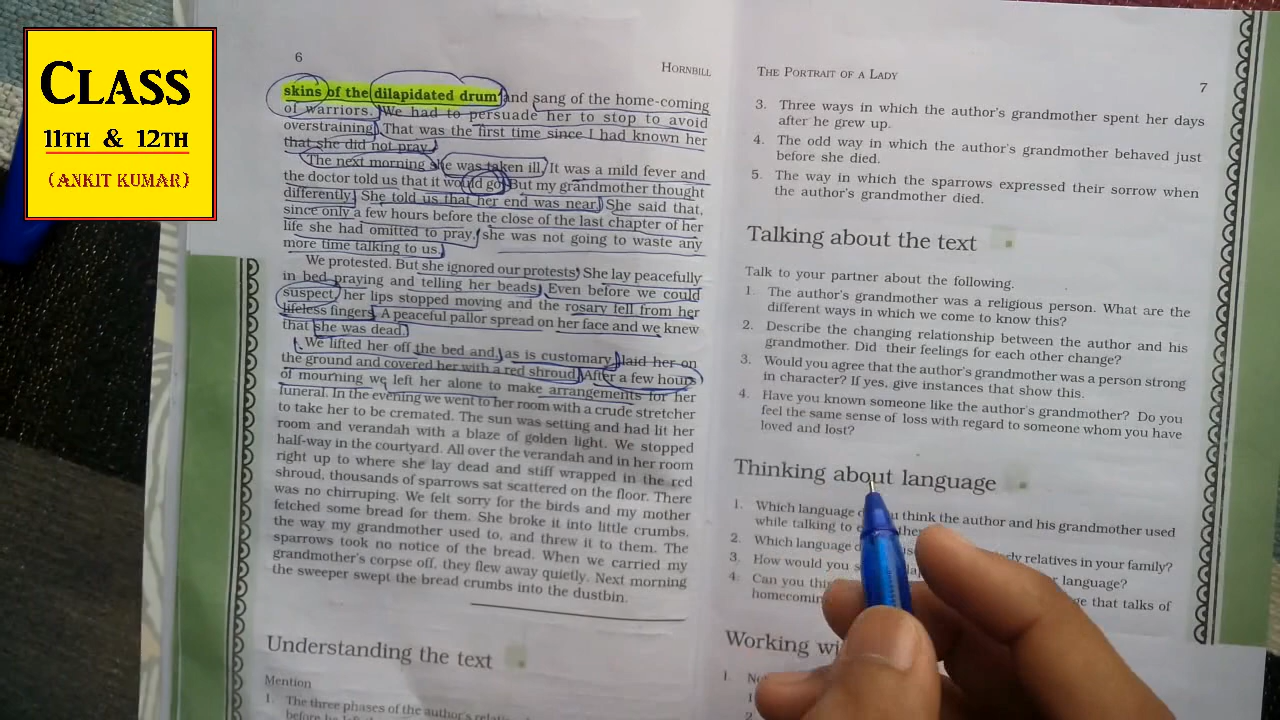 CLASS
11TH & 12TH
(ANKIT KUMAR)
6
HORNBILL
skins of the dilapidated drum and sang of the home-coming
of warriors. We had to persuade her to stop to avoid
overstraining. That was the first time since I had known her
that she did not pray.
The next morning she was taken ill. It was a mild fever and
the doctor told us that it would go. But my grandmother thought
differently. She told us that her end was near. She said that,
since only a few hours before the close of the last chapter of her
life she had omitted to pray, she was not going to waste any
more time talking to us.
We protested. But she ignored our protests. She lay peacefully
in bed praying and telling her beads. Even before we could
suspect, her lips stopped moving and the rosary fell from her
lifeless fingers. A peaceful pallor spread on her face and we knew
that she was dead.
We lifted her off the bed and, as is customary, laid her on
the ground and covered her with a red shroud. After a few hours
of mourning we left her alone to make arrangements for her
funeral. In the evening we went to her room with a crude stretcher
to take her to be cremated. The sun was setting and had lit her
room and verandah with a blaze of golden light. We stopped
half-way in the courtyard. All over the verandah and in her room
right up to where she lay dead and stiff wrapped in the red
shroud, thousands of sparrows sat scattered on the floor. There
was no chirruping. We felt sorry for the birds and my mother
fetched some bread for them. She broke it into little crumbs,
the way my grandmother used to, and threw it to them. The
sparrows took no notice of the bread. When we carried my
grandmother's corpse off, they flew away quietly. Next morning
the sweeper swept the bread crumbs into the dustbin.
Understanding the text
Mention
1. The three phases of the author's
THE PORTRAIT OF A LADY
7
3. Three ways in which the author's grandmother spent her days
after he grew up.
4. The odd way in which the author's grandmother behaved just
before she died.
5. The way in which the sparrows expressed their sorrow when
the author's grandmother died.
Talking about the text
Talk to your partner about the following.
1. The author's grandmother was a religious person. What are the
different ways in which we come to know this?
2. Describe the changing relationship between the author and his
grandmother. Did their feelings for each other change?
3. Would you agree that the author's grandmother was a person strong
in character? If yes, give instances that show this.
4. Have you known someone like the author's grandmother? Do you
feel the same sense of loss with regard to someone whom you have
loved and lost?
Thinking about language
1. Which language think the author and his grandmother used
while talking to
2. Which language relatives in your family?
3. How would you language?
4. Can you that talks of
Working
1.
1
2